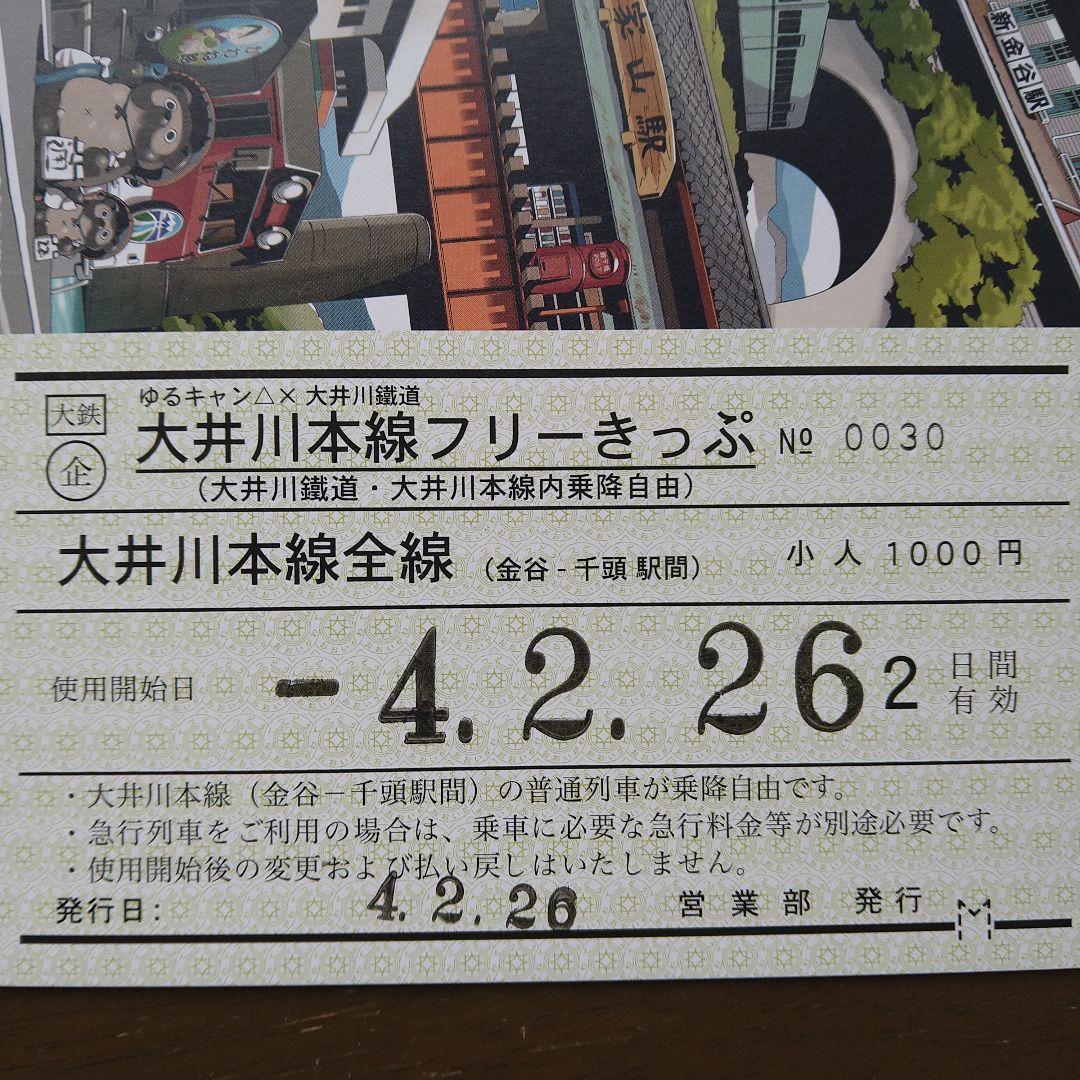 家山駅
新金谷駅
大鉄
企
ゆるキャン△× 大井川鐵道
大井川本線フリーきっぷ № 0030
(大井川鐵道・大井川本線内乗降自由)
大井川本線全線 (金谷-千頭 駅間) 小人 1000円
使用開始日 -4.2.26 2 日間有効
・大井川本線(金谷−千頭駅間)の普通列車が乗降自由です。
・急行列車をご利用の場合は、乗車に必要な急行料金等が別途必要です。
・使用開始後の変更および払い戻しはいたしません。
発行日: 4.2.26 営業部 発行